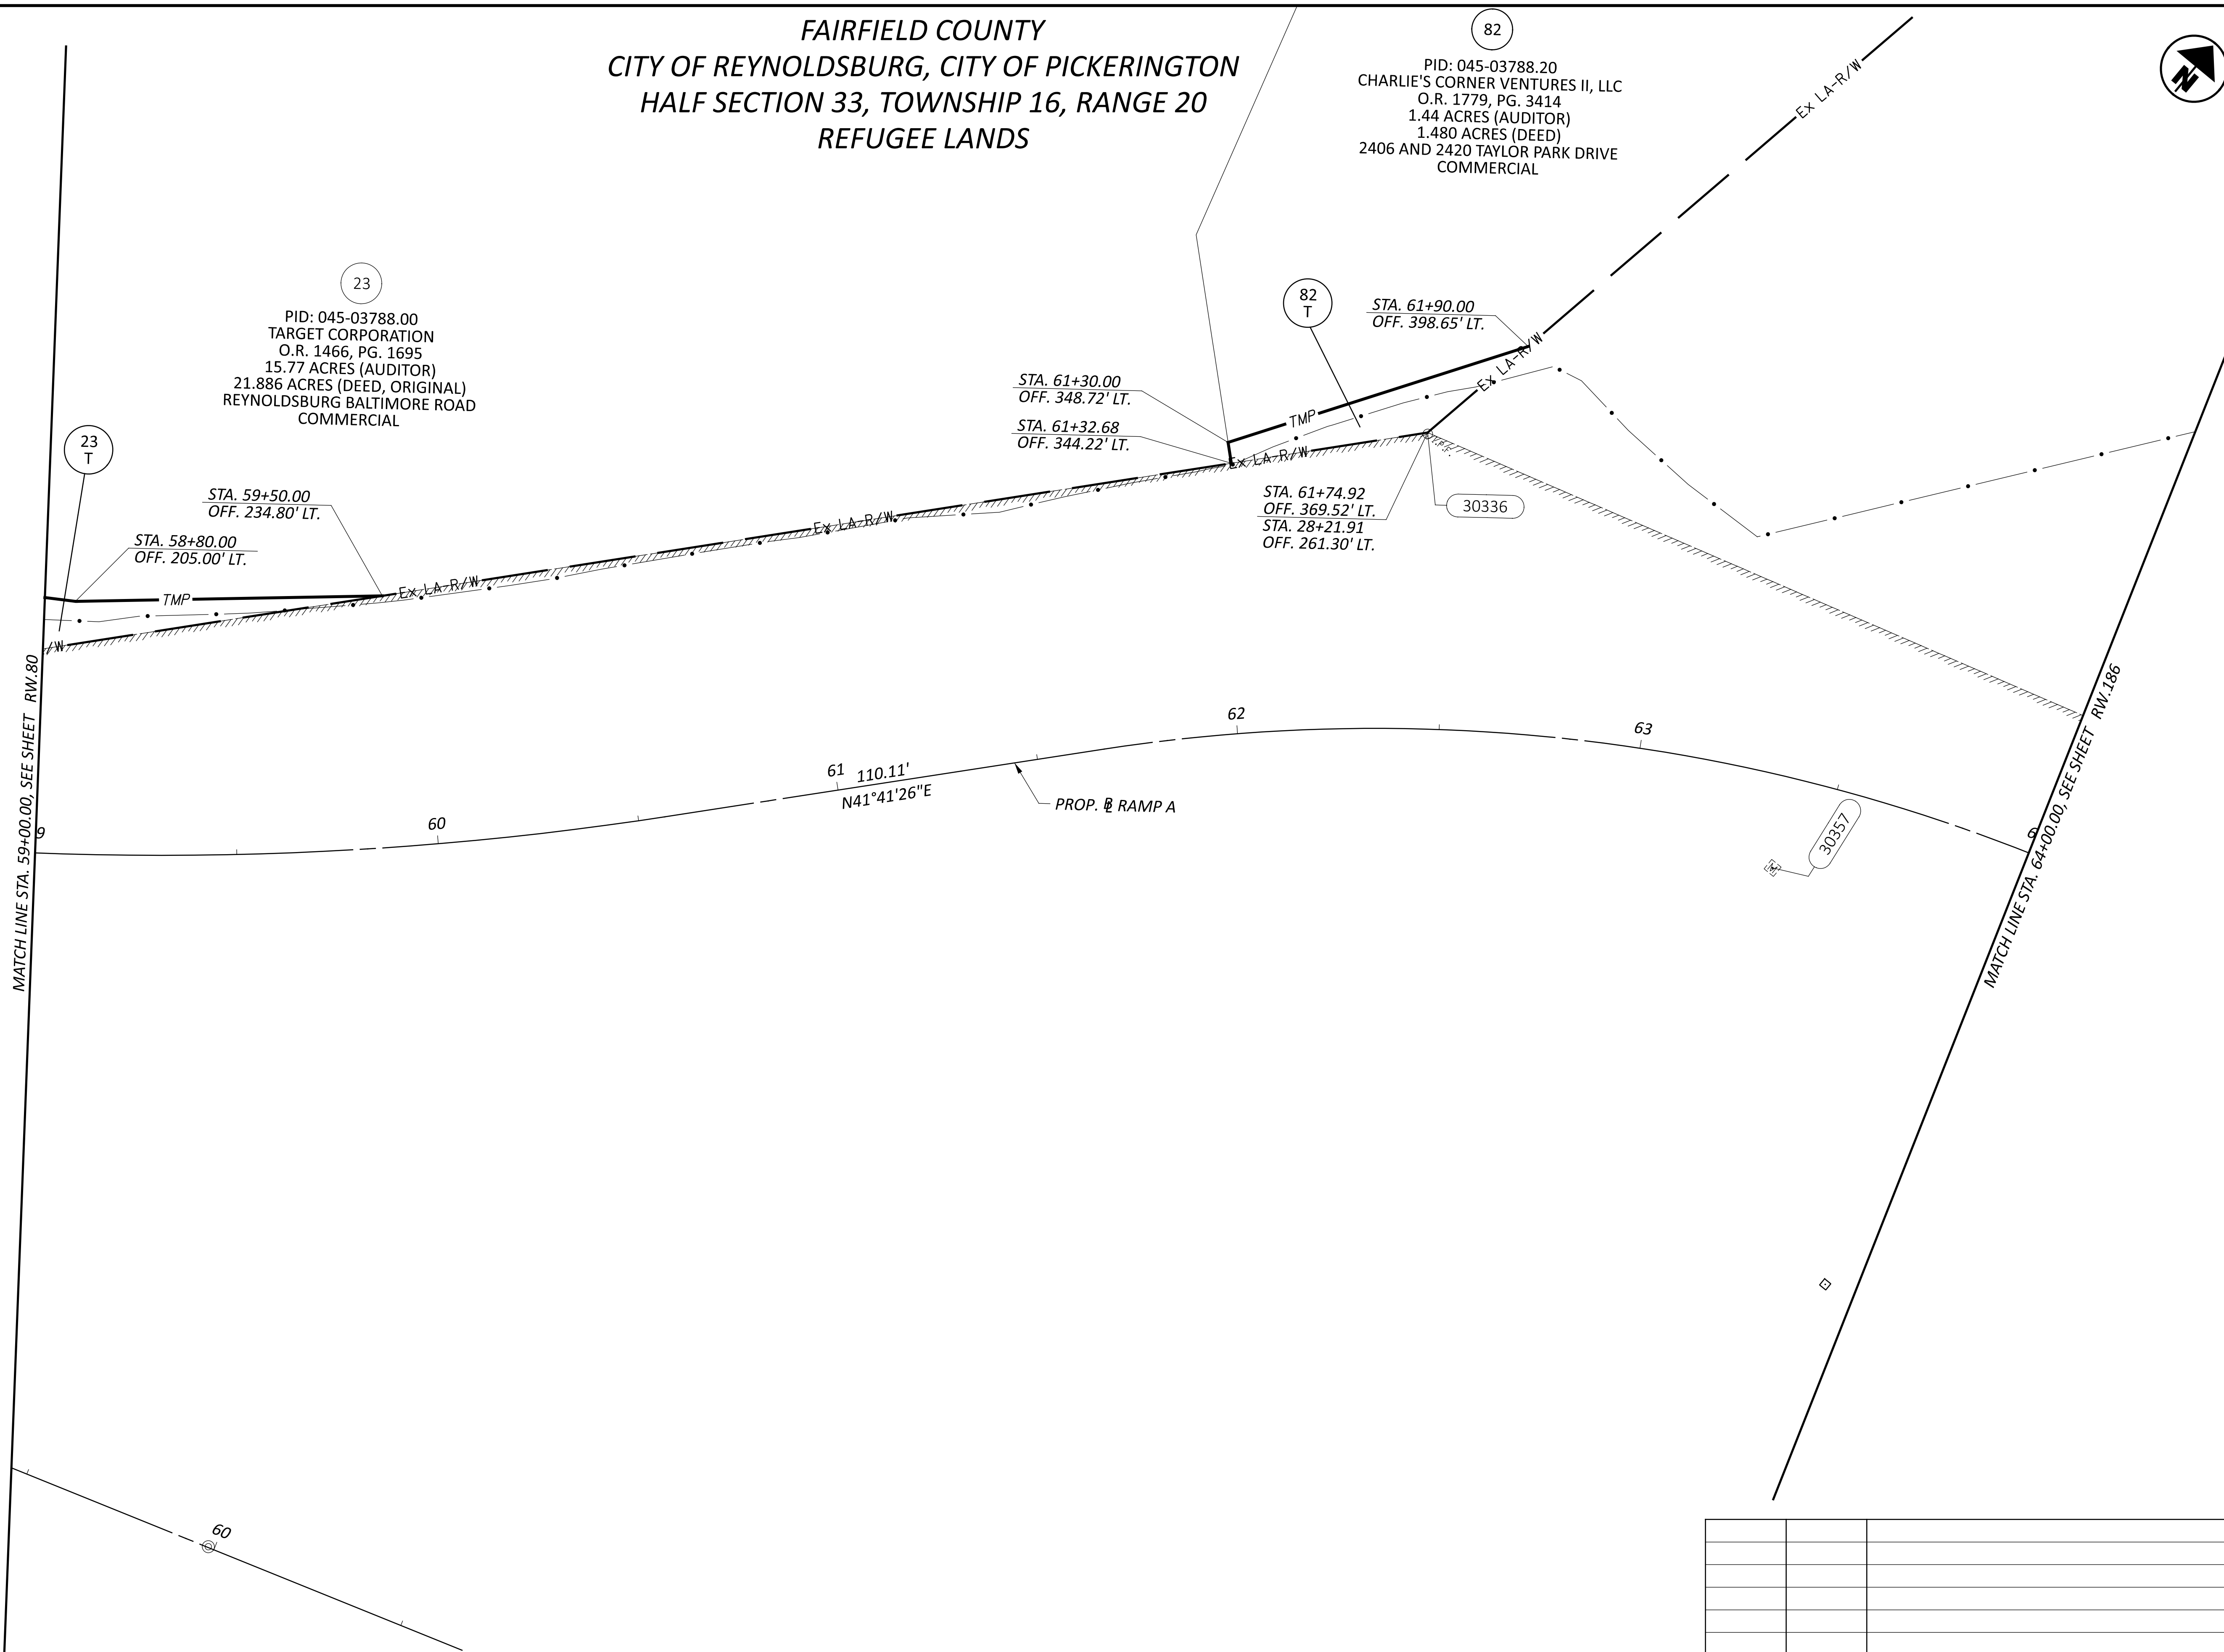 FAIRFIELD COUNTY
CITY OF REYNOLDSBURG, CITY OF PICKERINGTON
HALF SECTION 33, TOWNSHIP 16, RANGE 20
REFUGEE LANDS
82
PID: 045-03788.20
CHARLIE'S CORNER VENTURES II, LLC
O.R. 1779, PG. 3414
1.44 ACRES (AUDITOR)
1.480 ACRES (DEED)
2406 AND 2420 TAYLOR PARK DRIVE
COMMERCIAL
Ex LA-R/W
N
23
PID: 045-03788.00
TARGET CORPORATION
O.R. 1466, PG. 1695
15.77 ACRES (AUDITOR)
21.886 ACRES (DEED, ORIGINAL)
REYNOLDSBURG BALTIMORE ROAD
COMMERCIAL
82
T
STA. 61+90.00
OFF. 398.65' LT.
Ex LA-R/W
STA. 61+30.00
OFF. 348.72' LT.
STA. 61+32.68
OFF. 344.22' LT.
TMP
Ex LA-R/W
I.P.F.
23
T
STA. 59+50.00
OFF. 234.80' LT.
STA. 58+80.00
OFF. 205.00' LT.
STA. 61+74.92
OFF. 369.52' LT.
STA. 28+21.91
OFF. 261.30' LT.
30336
Ex LA-R/W
Ex LA-R/W
TMP
/W
MATCH LINE STA. 59+00.00, SEE SHEET RW.80
9
60
61
110.11'
N41°41'26"E
PROP. BL RAMP A
62
63
30357
6
MATCH LINE STA. 64+00.00, SEE SHEET RW.186
60